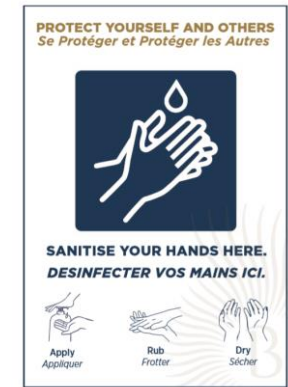 PROTECT YOURSELF AND OTHERS
Se Protéger et Protéger les Autres
SANITISE YOUR HANDS HERE.
DESINFECTER VOS MAINS ICI.
Apply
Appliquer
Rub
Frotter
Dry
Sécher